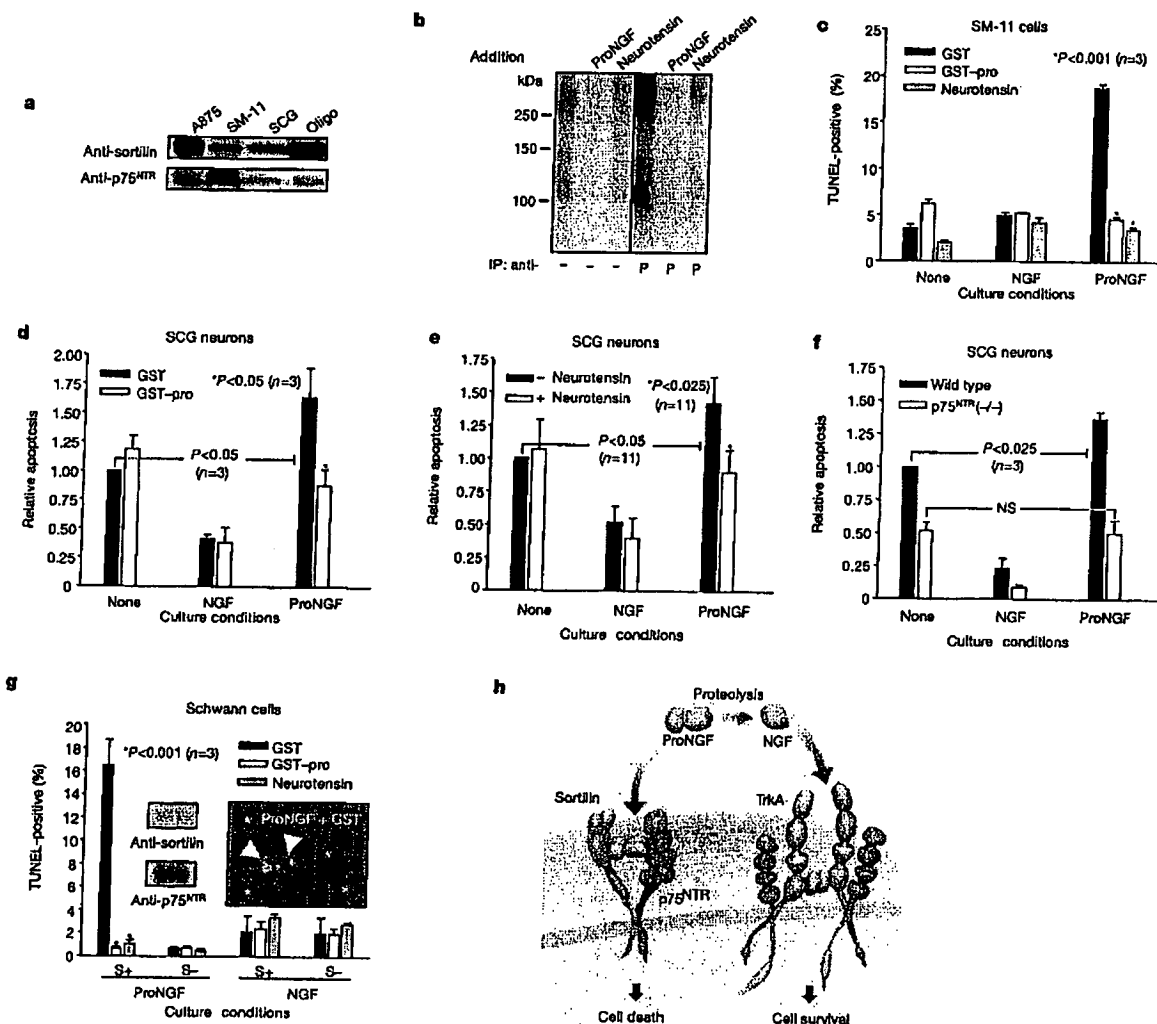 a
A875 SM-11 SCG Oligo
Anti-sortilin
Anti-p75NTR
b
Addition
ProNGF Neurotensin ProNGF Neurotensin
kDa
250
150
100
IP: anti- – – – P P P
c
SM-11 cells
GST
GST–pro
Neurotensin
*P<0.001 (n=3)
TUNEL-positive (%)
25
20
15
10
5
0
None NGF ProNGF
Culture conditions
d
SCG neurons
GST
GST–pro
*P<0.05 (n=3)
P<0.05
(n=3)
Relative apoptosis
2.00
1.75
1.50
1.25
1.00
0.75
0.50
0.25
0
None NGF ProNGF
Culture conditions
e
SCG neurons
– Neurotensin
+ Neurotensin
*P<0.025)
(n=11)
P<0.05
(n=11)
Relative apoptosis
1.75
1.50
1.25
1.00
0.75
0.50
0.25
0
None NGF ProNGF
Culture conditions
f
SCG neurons
Wild type
p75NTR (–/–)
P<0.025
(n=3)
NS
Relative apoptosis
1.75
1.50
1.25
1.00
0.75
0.50
0.25
0
None NGF ProNGF
Culture conditions
g
Schwann cells
*P<0.001 (n=3)
GST
GST–pro
Neurotensin
Anti-sortilin
Anti-p75NTR
ProNGF + GST
TUNEL-positive (%)
20
18
16
14
12
10
8
6
4
2
0
S+ S– S+ S–
ProNGF NGF
Culture conditions
h
Proteolysis
ProNGF NGF
Sortilin
TrkA
p75NTR
Cell death Cell survival